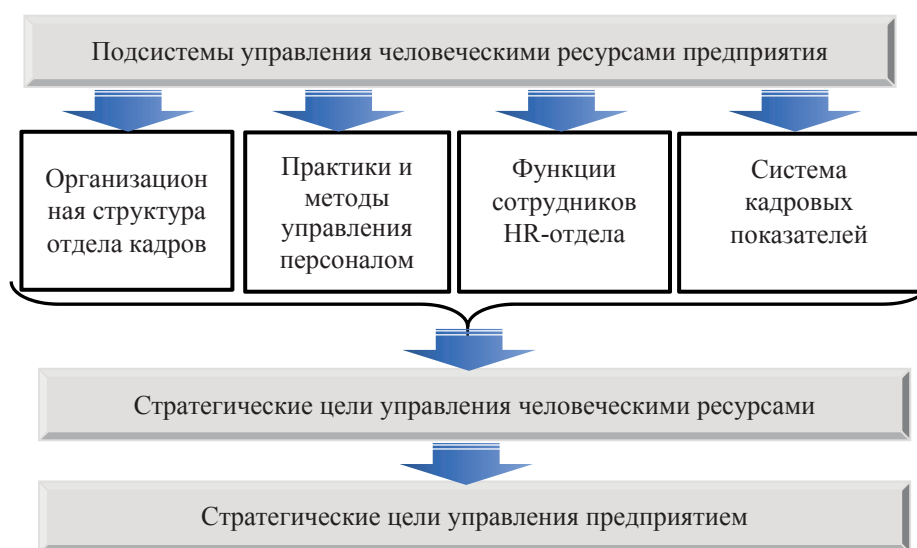 Подсистемы управления человеческими ресурсами предприятия
Организацион
ная структура
отдела кадров
Практики и
методы
управления
персоналом
Функции
сотрудников
HR-отдела
Система
кадровых
показателей
Стратегические цели управления человеческими ресурсами
Стратегические цели управления предприятием